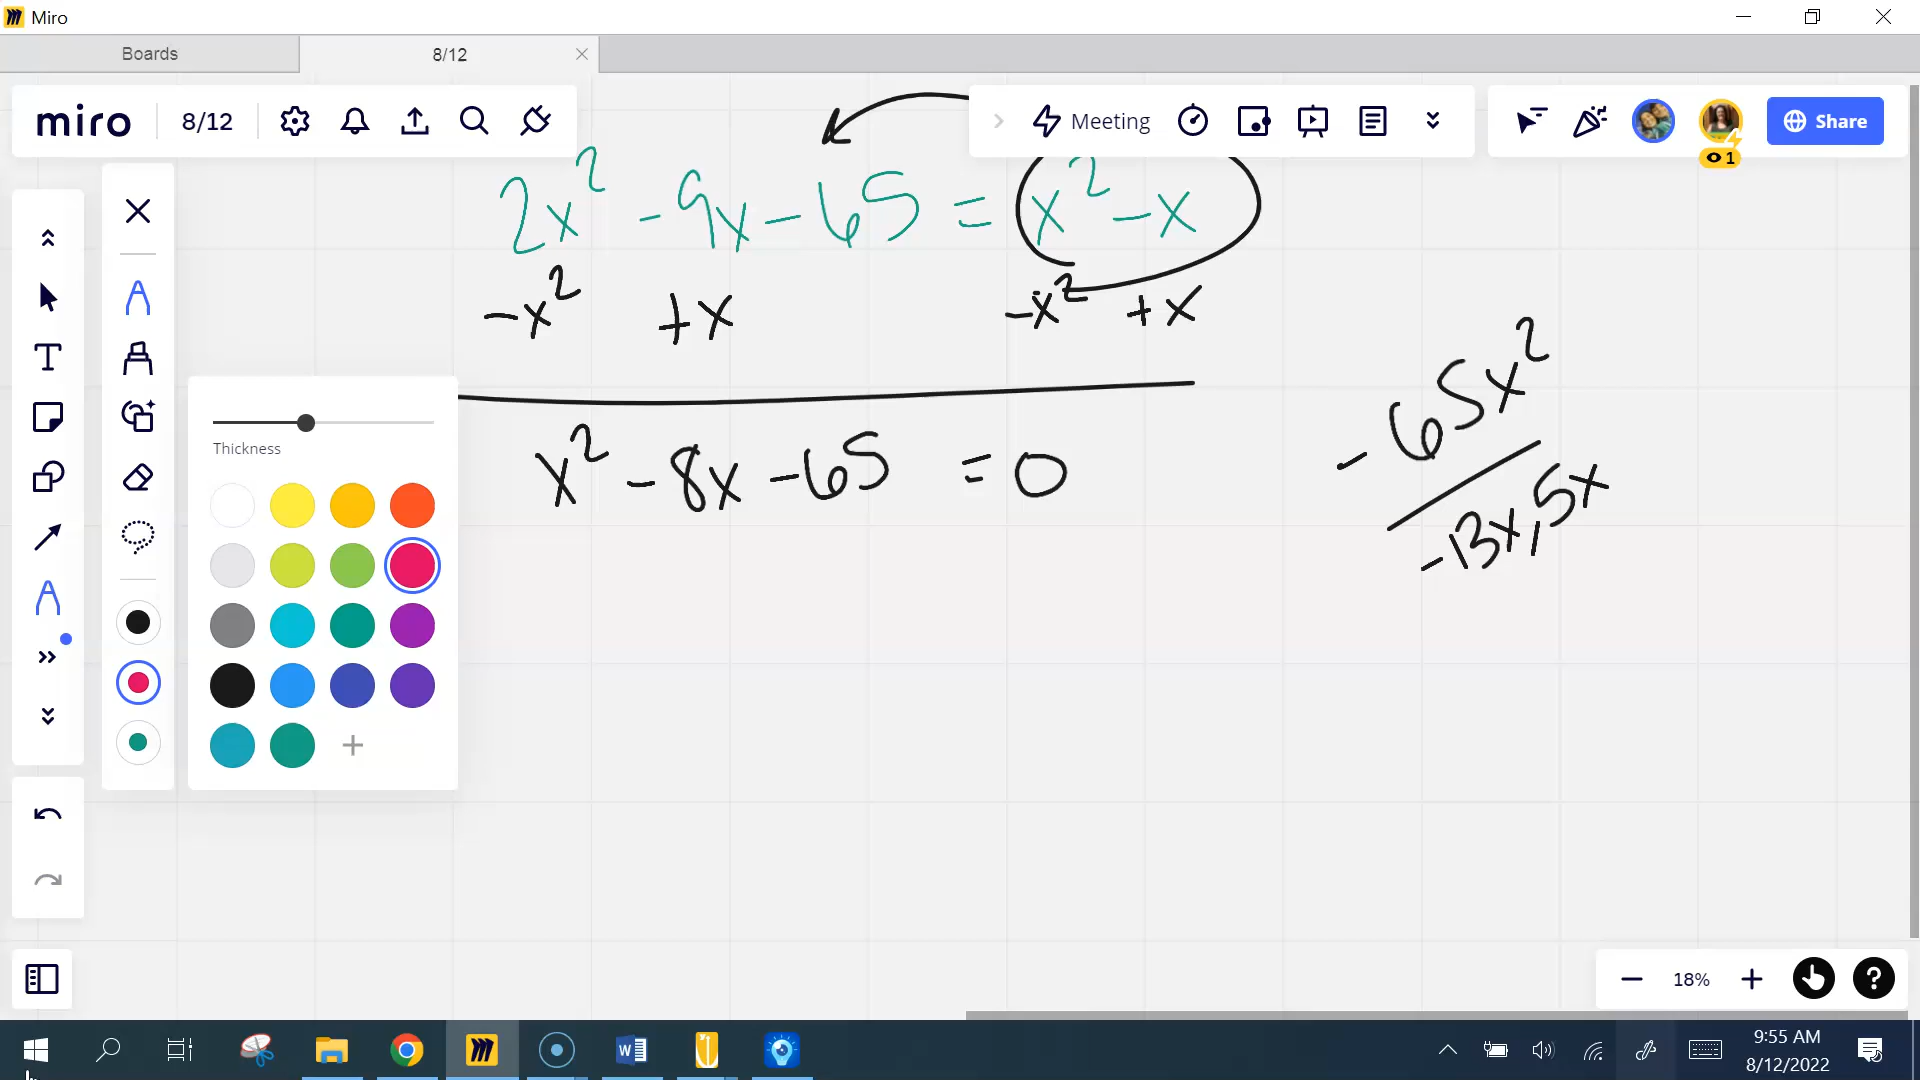 Miro
Boards
8/12
miro
8/12
Meeting
Share
1
2x² - 9x - 65 = x² - x
-x² +x -x² +x
x² - 8x - 65 = 0
-65x²
-13x, 5x
Thickness
18%
9:55 AM
8/12/2022